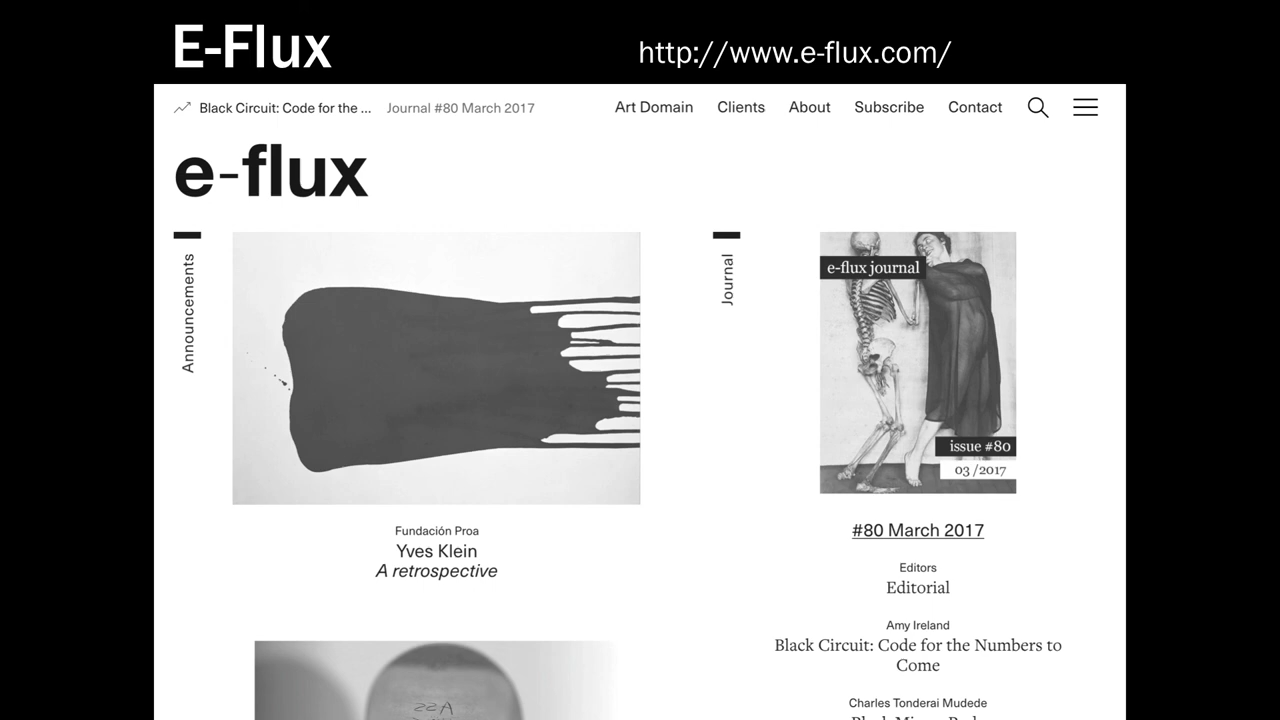 E-Flux
http://www.e-flux.com/
Black Circuit: Code for the ...
Journal #80 March 2017
Art Domain
Clients
About
Subscribe
Contact
e-flux
Announcements
Fundación Proa
Yves Klein
A retrospective
Journal
e-flux journal
issue #80
03 /2017
#80 March 2017
Editors
Editorial
Amy Ireland
Black Circuit: Code for the Numbers to
Come
Charles Tonderai Mudede